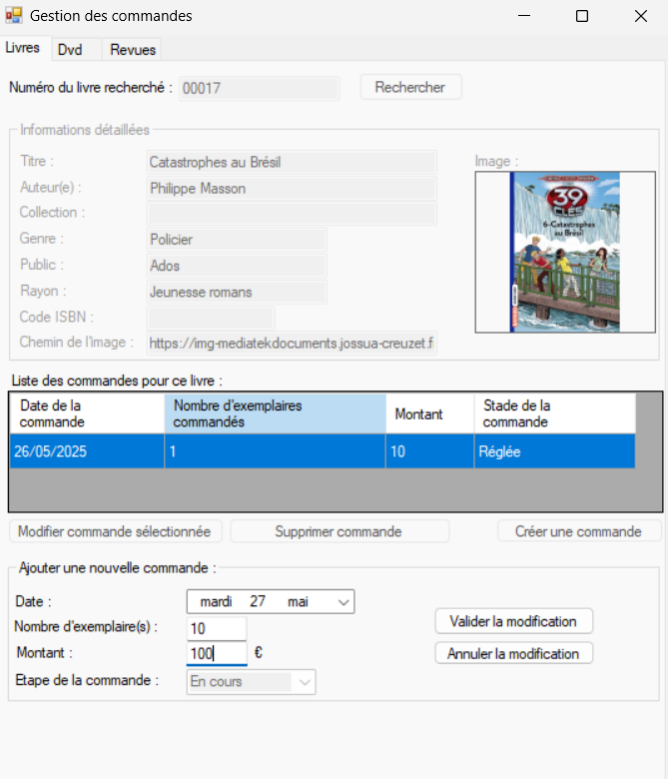 Gestion des commandes
Livres Dvd Revues
Numéro du livre recherché : 00017 Rechercher
Informations détaillées
Titre : Catastrophes au Brésil
Image :
Auteur(e) : Philippe Masson
Collection :
Genre : Policier
Public : Ados
Rayon : Jeunesse romans
Code ISBN :
Chemin de l'image : https://img-mediatekdocuments.jossua-creuzet.f
39
CLES
6-Catastrophes
au Brésil
Liste des commandes pour ce livre :
Date de la commande Nombre d'exemplaires commandés Montant Stade de la commande
26/05/2025 1 10 Réglée
Modifier commande sélectionnée Supprimer commande Créer une commande
Ajouter une nouvelle commande :
Date : mardi 27 mai
Nombre d'exemplaire(s) : 10
Valider la modification
Montant : 100 €
Annuler la modification
Etape de la commande : En cours